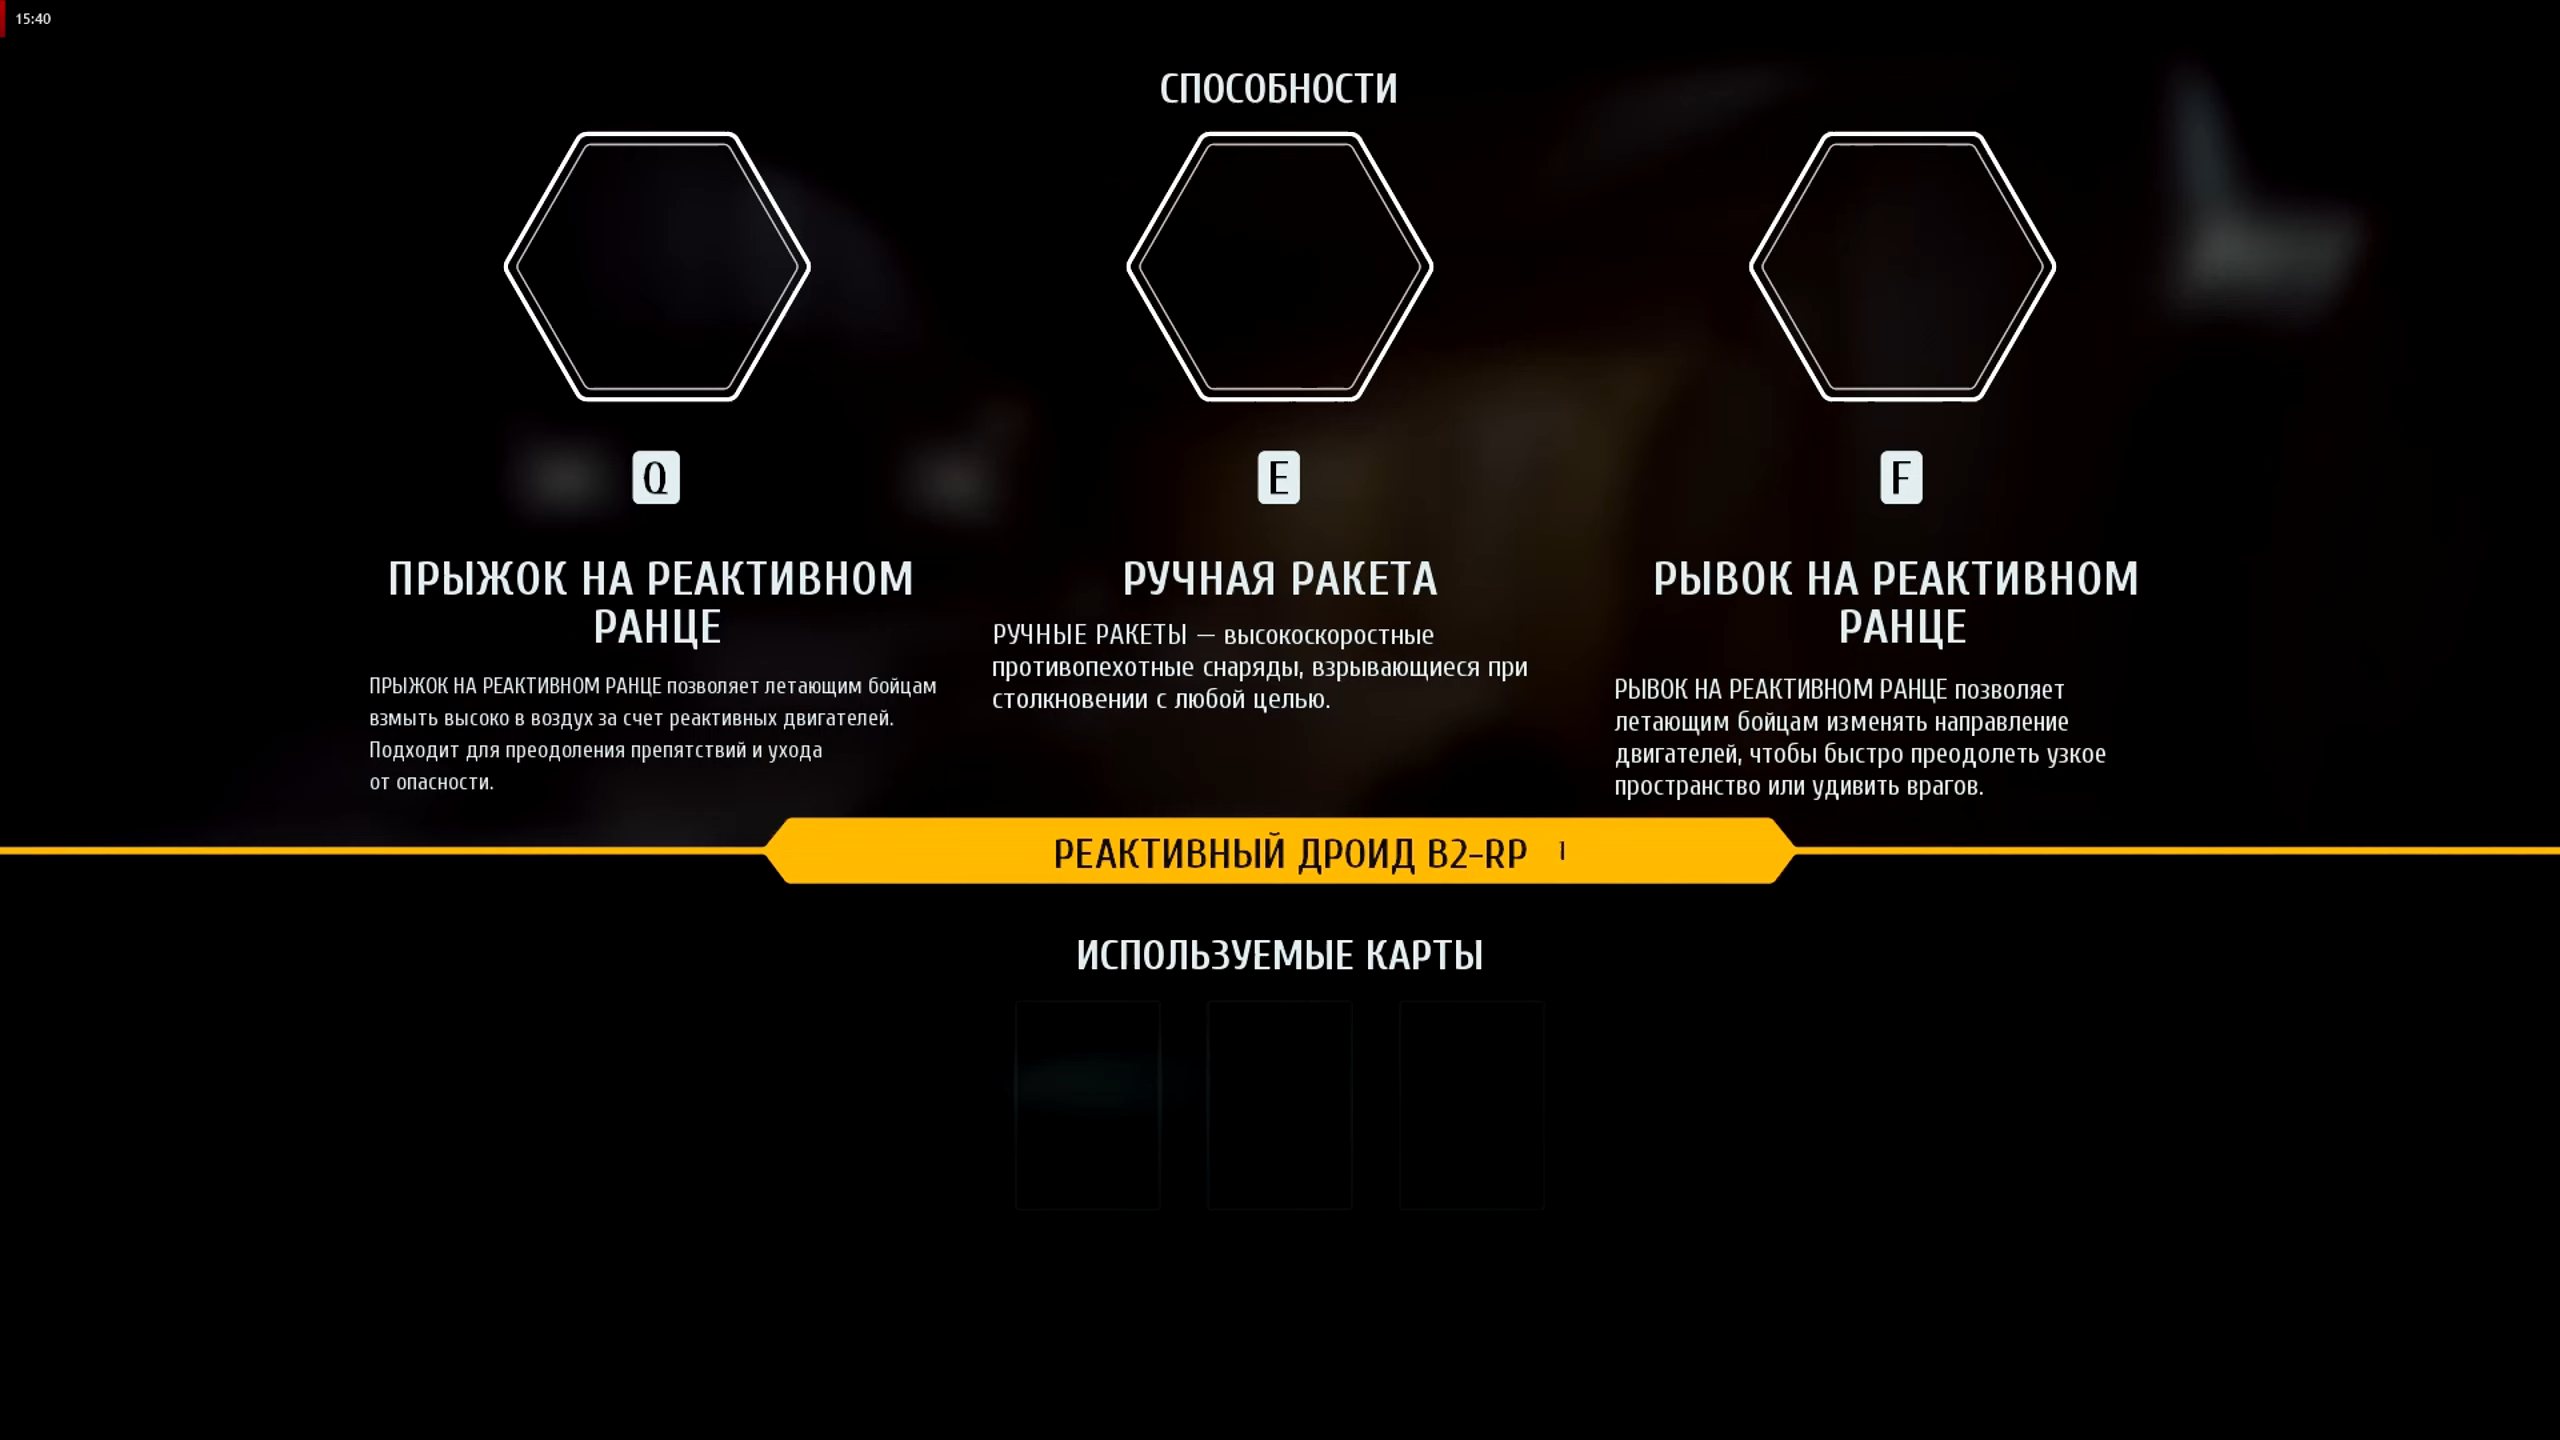 15:40
СПОСОБНОСТИ
Q
E
F
ПРЫЖОК НА РЕАКТИВНОМ
РАНЦЕ
ПРЫЖОК НА РЕАКТИВНОМ РАНЦЕ позволяет летающим бойцам
взмыть высоко в воздух за счет реактивных двигателей.
Подходит для преодоления препятствий и ухода
от опасности.
РУЧНАЯ РАКЕТА
РУЧНЫЕ РАКЕТЫ — высокоскоростные
противопехотные снаряды, взрывающиеся при
столкновении с любой целью.
РЫВОК НА РЕАКТИВНОМ
РАНЦЕ
РЫВОК НА РЕАКТИВНОМ РАНЦЕ позволяет
летающим бойцам изменять направление
двигателей, чтобы быстро преодолеть узкое
пространство или удивить врагов.
РЕАКТИВНЫЙ ДРОИД B2-RP 1
ИСПОЛЬЗУЕМЫЕ КАРТЫ